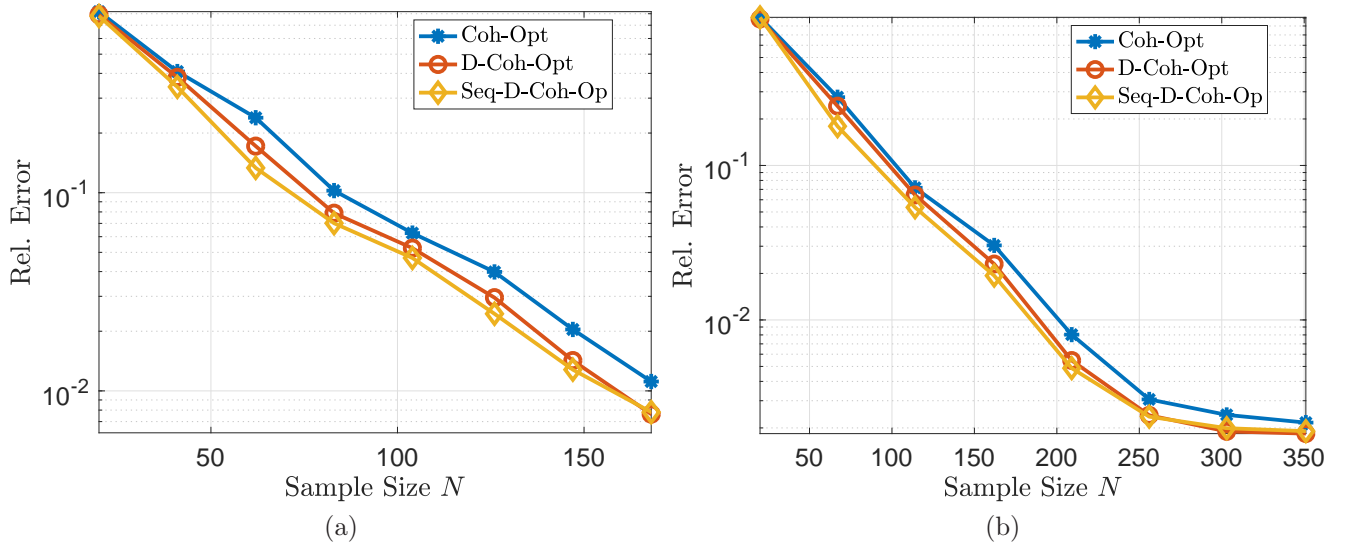 Coh-Opt
D-Coh-Opt
Seq-D-Coh-Op
10^{-1}
10^{-2}
Rel. Error
50
100
150
Sample Size N
(a)
Coh-Opt
D-Coh-Opt
Seq-D-Coh-Op
10^{-1}
10^{-2}
Rel. Error
50
100
150
200
250
300
350
Sample Size N
(b)